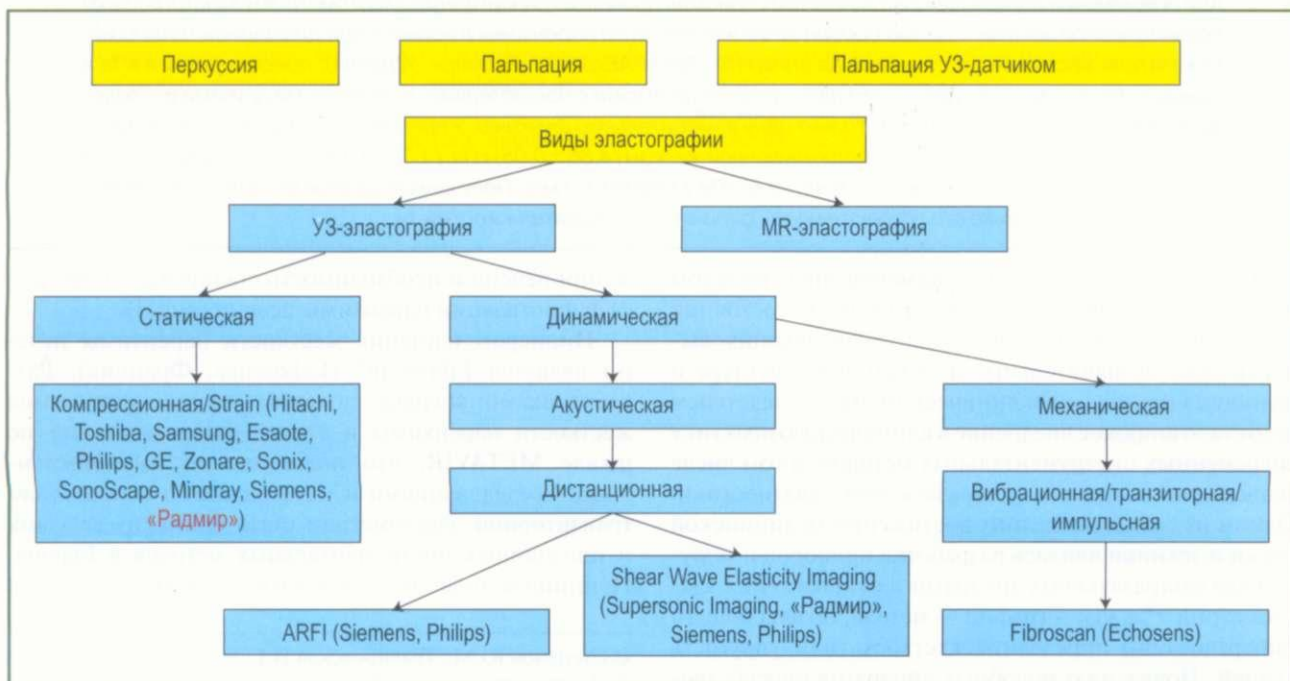 Перкуссия
Пальпация
Пальпация УЗ-датчиком
Виды эластографии
УЗ-эластография
MR-эластография
Статическая
Динамическая
Компрессионная/Strain (Hitachi,
Toshiba, Samsung, Esaote,
Philips, GE, Zonare, Sonix,
SonoScape, Mindray, Siemens,
«Радмир»)
Акустическая
Механическая
Дистанционная
Вибрационная/транзиторная/
импульсная
ARFI (Siemens, Philips)
Shear Wave Elasticity Imaging
(Supersonic Imaging, «Радмир»,
Siemens, Philips)
Fibroscan (Echosens)